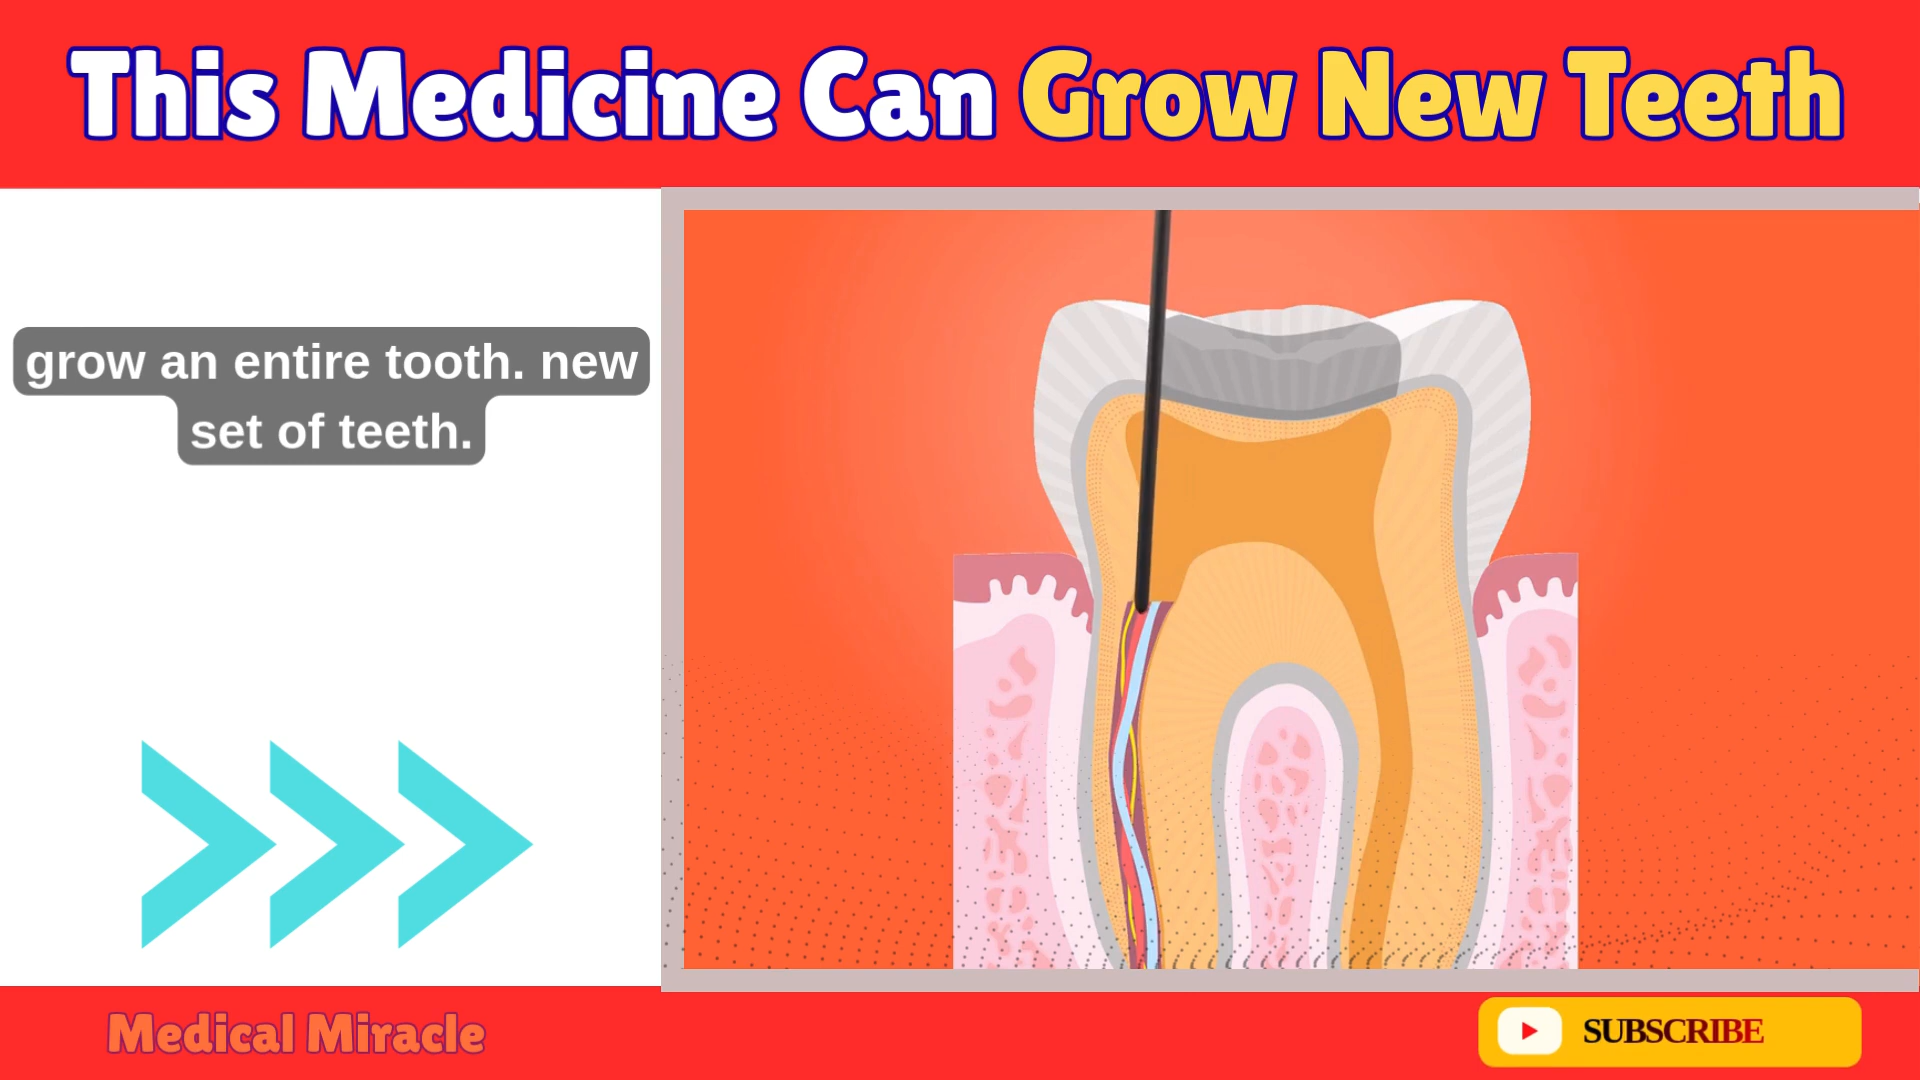 This Medicine Can Grow New Teeth
grow an entire tooth. new
set of teeth.
Medical Miracle
SUBSCRIBE